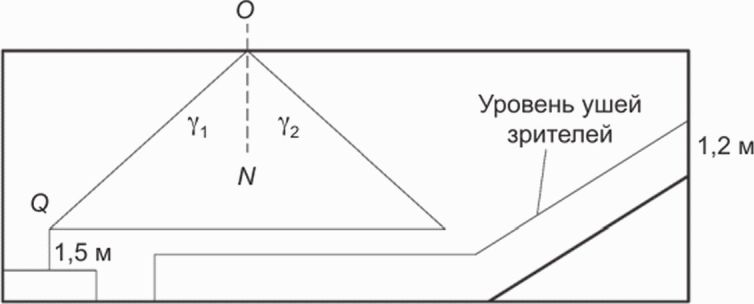 O
γ₁
γ₂
N
Q
1,5 м
Уровень ушей
зрителей
1,2 м